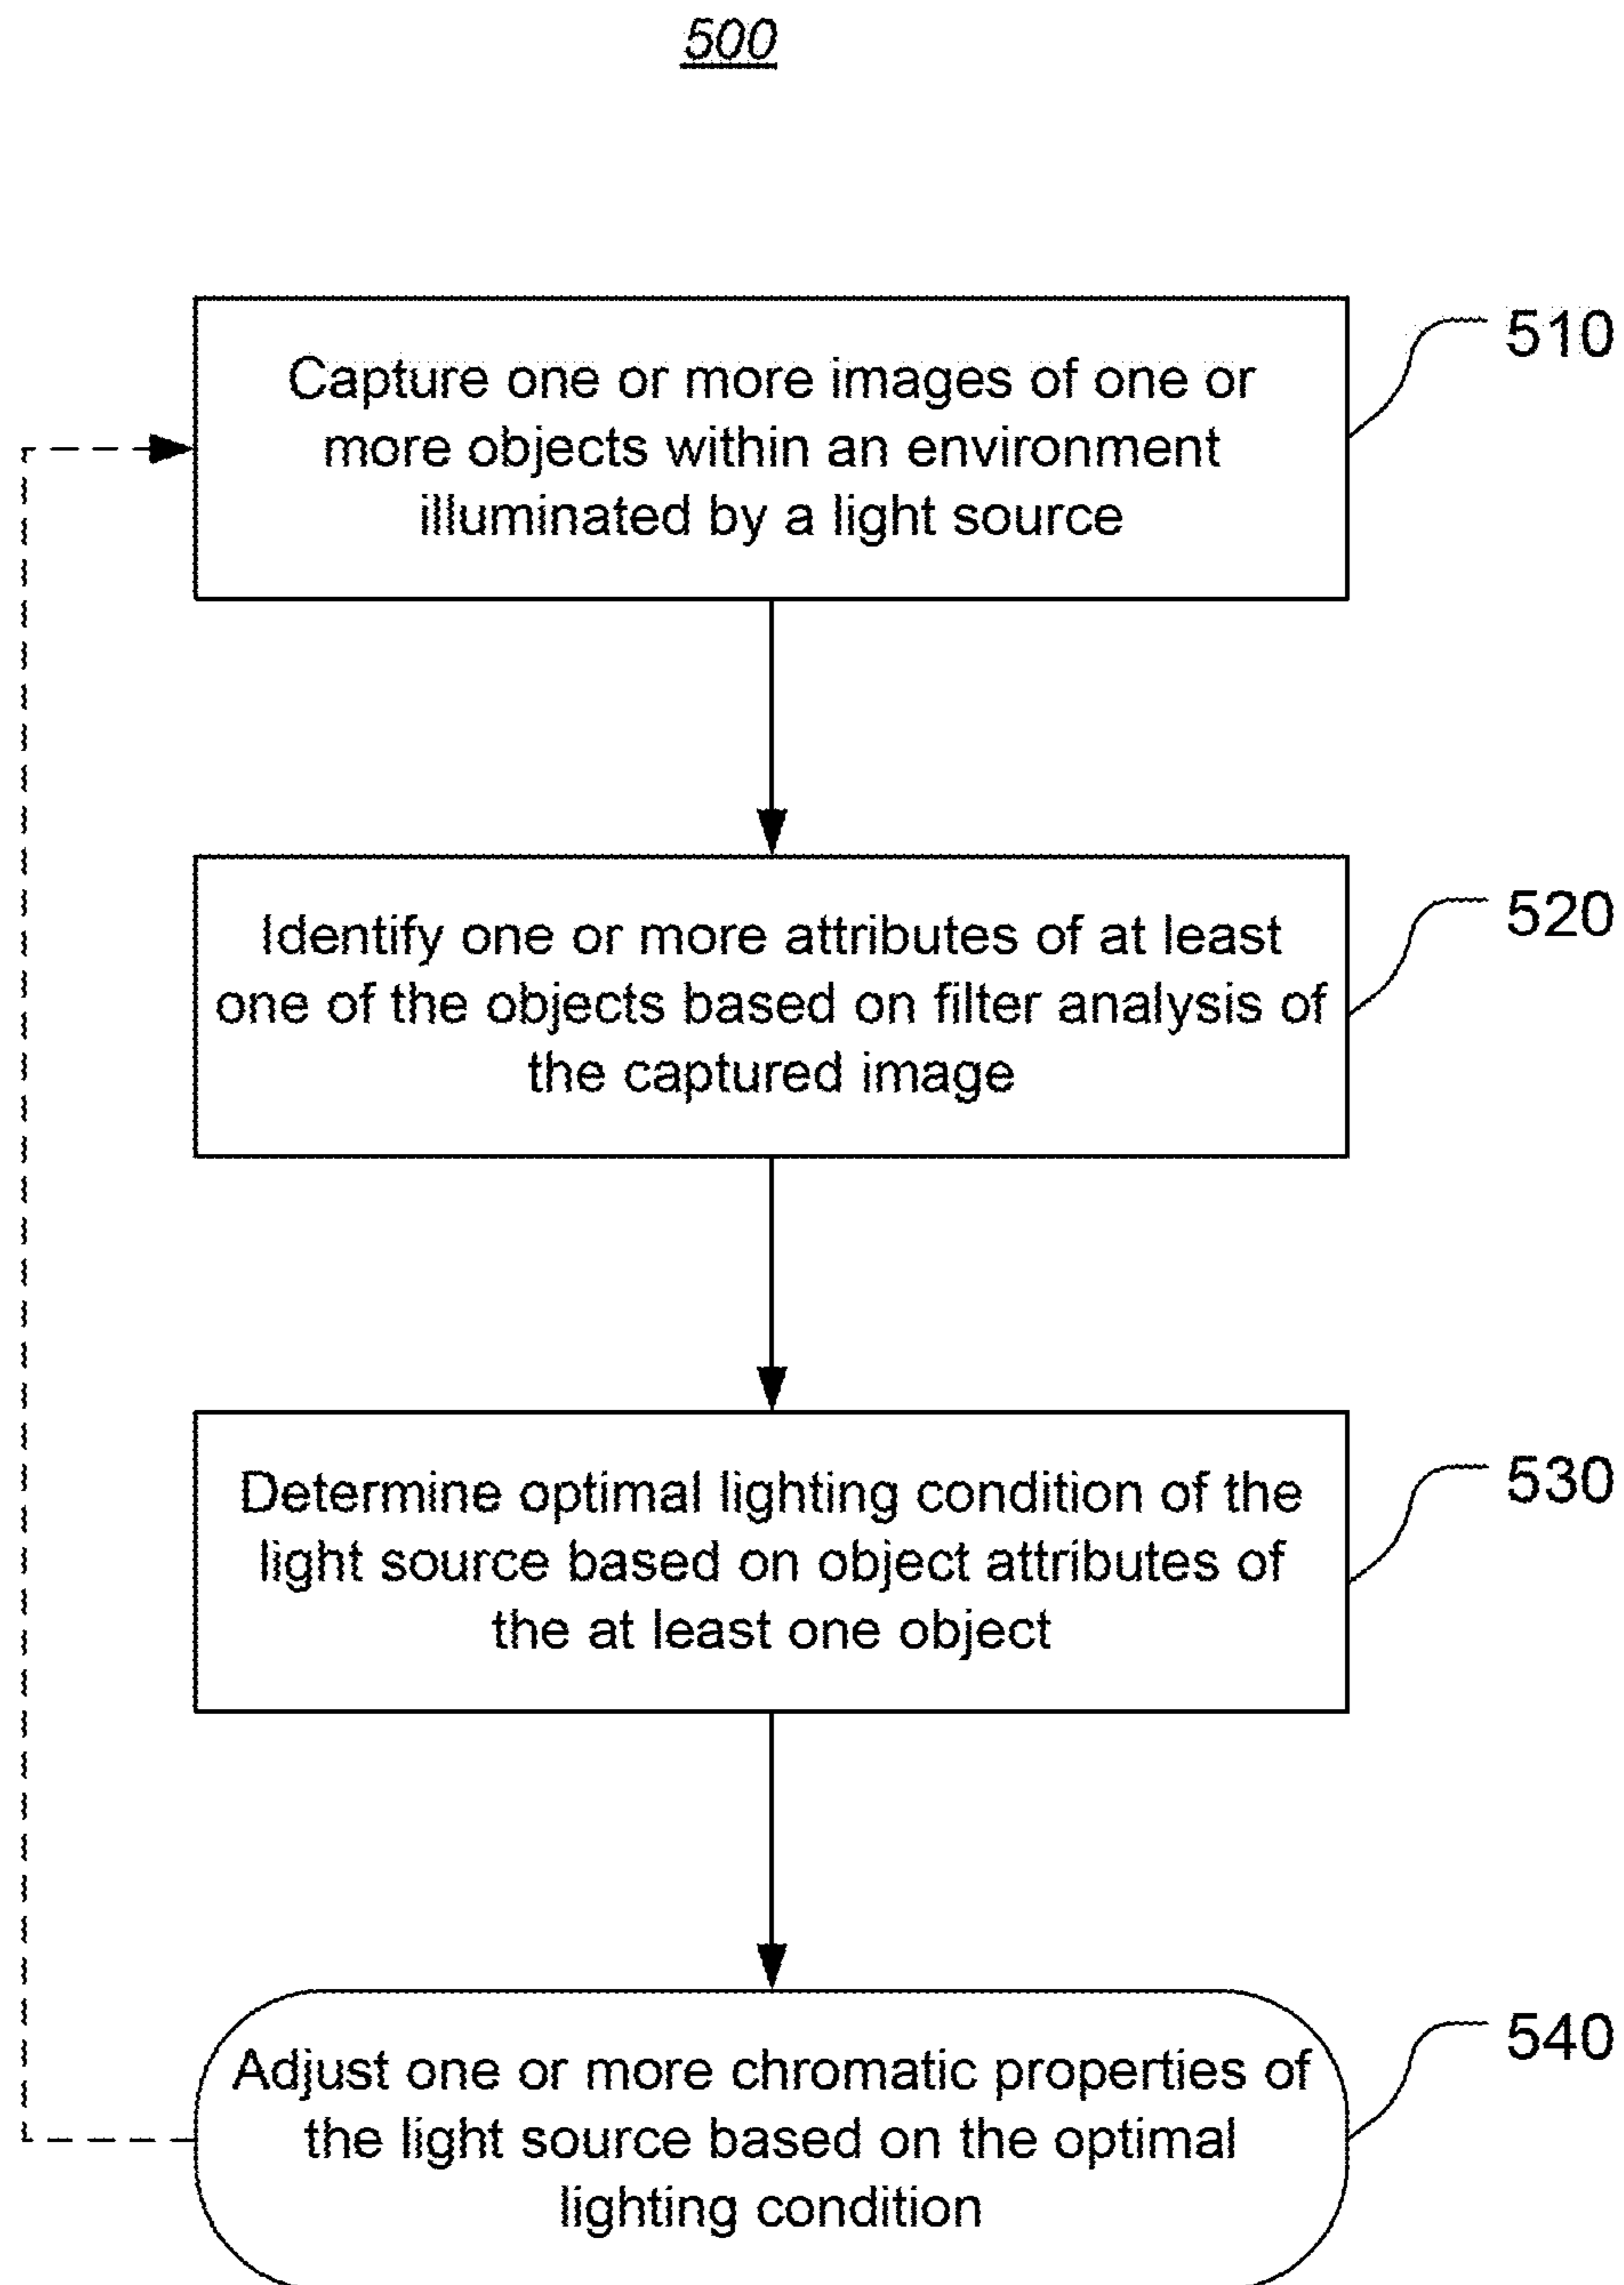 500
Capture one or more images of one or
more objects within an environment
illuminated by a light source
510
Identify one or more attributes of at least
one of the objects based on filter analysis of
the captured image
520
Determine optimal lighting condition of the
light source based on object attributes of
the at least one object
530
Adjust one or more chromatic properties of
the light source based on the optimal
lighting condition
540